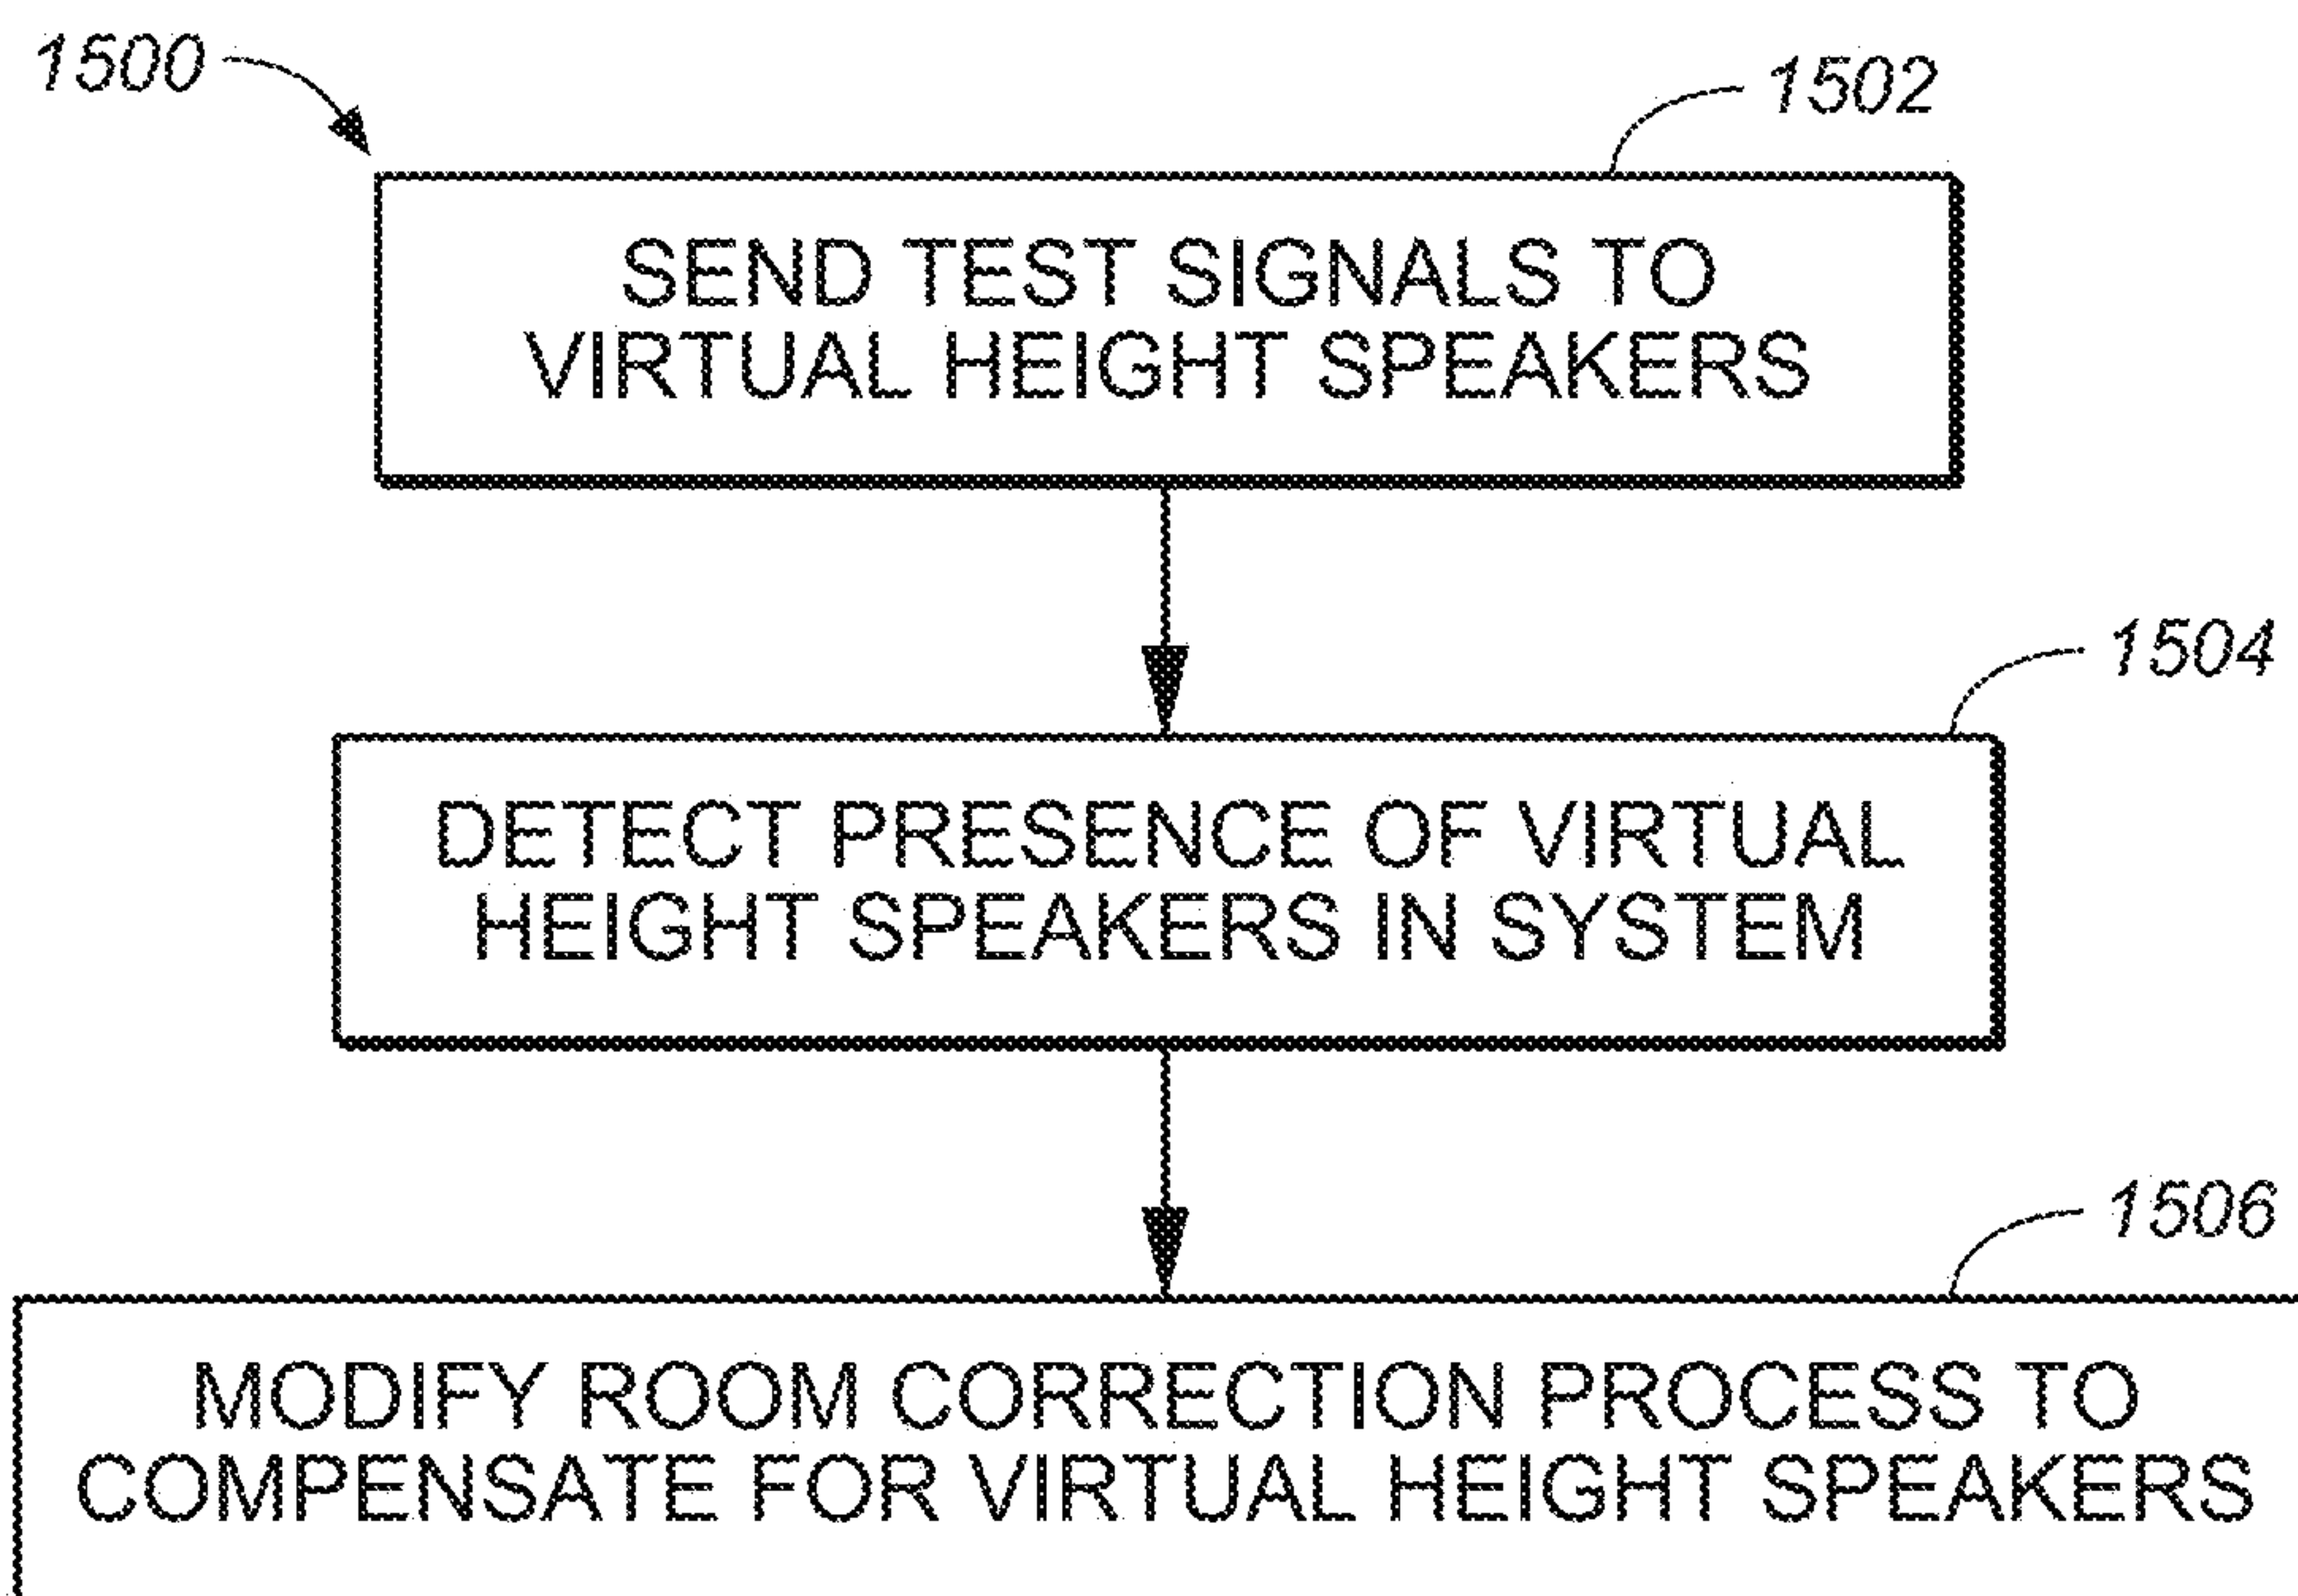 1500
1502
SEND TEST SIGNALS TO
VIRTUAL HEIGHT SPEAKERS
1504
DETECT PRESENCE OF VIRTUAL
HEIGHT SPEAKERS IN SYSTEM
1506
MODIFY ROOM CORRECTION PROCESS TO
COMPENSATE FOR VIRTUAL HEIGHT SPEAKERS